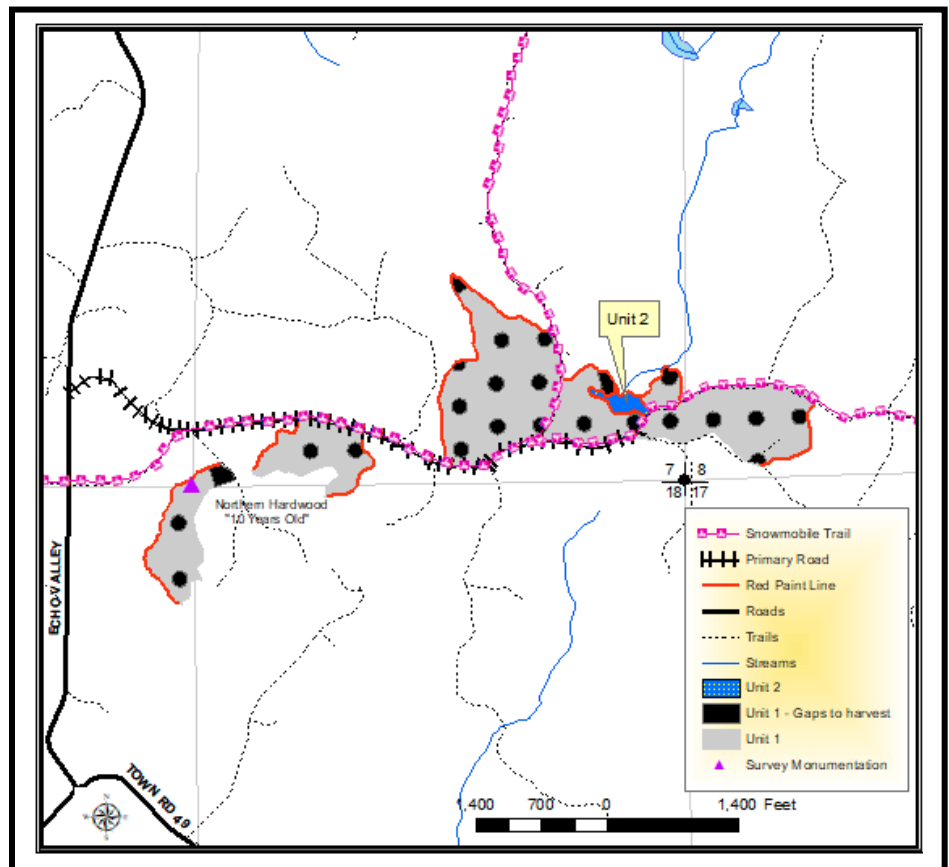 Unit 2
7 8
18 17
Northern Hardwood
"10 Years Old"
ECHO-VALLEY
TOWN RD 49
Snowmobile Trail
Primary Road
Red Paint Line
Roads
Trails
Streams
Unit 2
Unit 1 - Gaps to harvest
Unit 1
Survey Monumentation
1,400 700 0 1,400 Feet